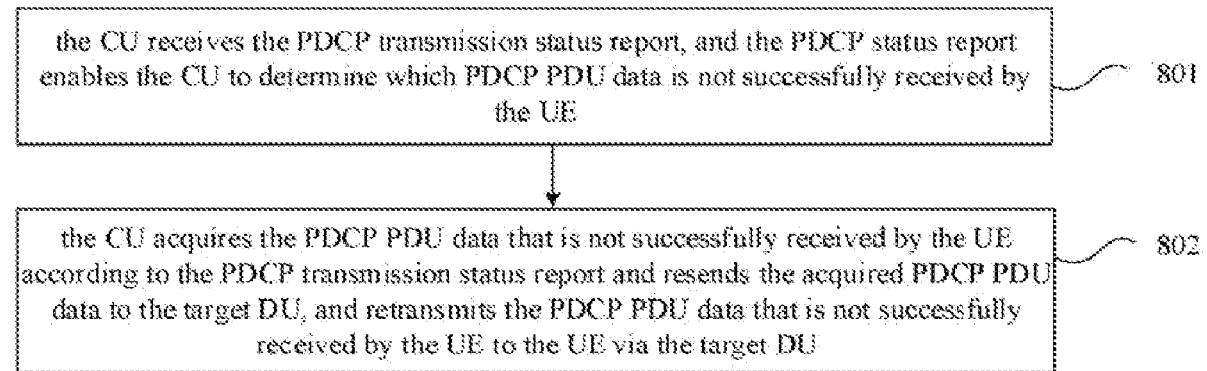 the CU receives the PDCP transmission status report, and the PDCP status report
enables the CU to determine which PDCP PDU data is not successfully received by
the UE
801
the CU acquires the PDCP PDU data that is not successfully received by the UE
according to the PDCP transmission status report and resends the acquired PDCP PDU
data to the target DU, and retransmits the PDCP PDU data that is not successfully
received by the UE to the UE via the target DU
802